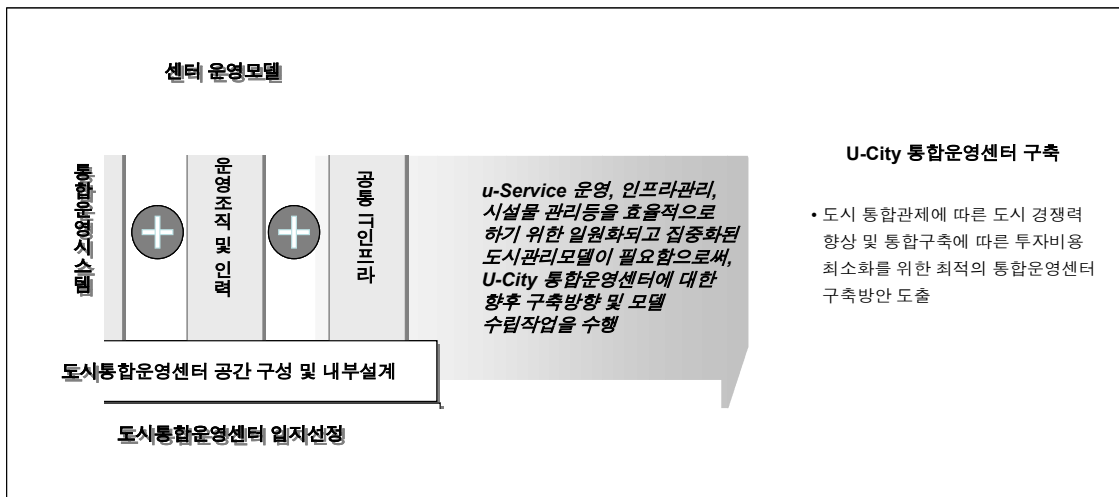 센터 운영모델
통합운영시스템
운영조직 및 인력
공통 IT인프라
도시통합운영센터 공간 구성 및 내부설계
도시통합운영센터 입지선정
u-Service 운영, 인프라관리,
시설물 관리등을 효율적으로
하기 위한 일원화되고 집중화된
도시관리모델이 필요함으로써,
U-City 통합운영센터에 대한
향후 구축방향 및 모델
수립작업을 수행
U-City 통합운영센터 구축
• 도시 통합관제에 따른 도시 경쟁력
향상 및 통합구축에 따른 투자비용
최소화를 위한 최적의 통합운영센터
구축방안 도출